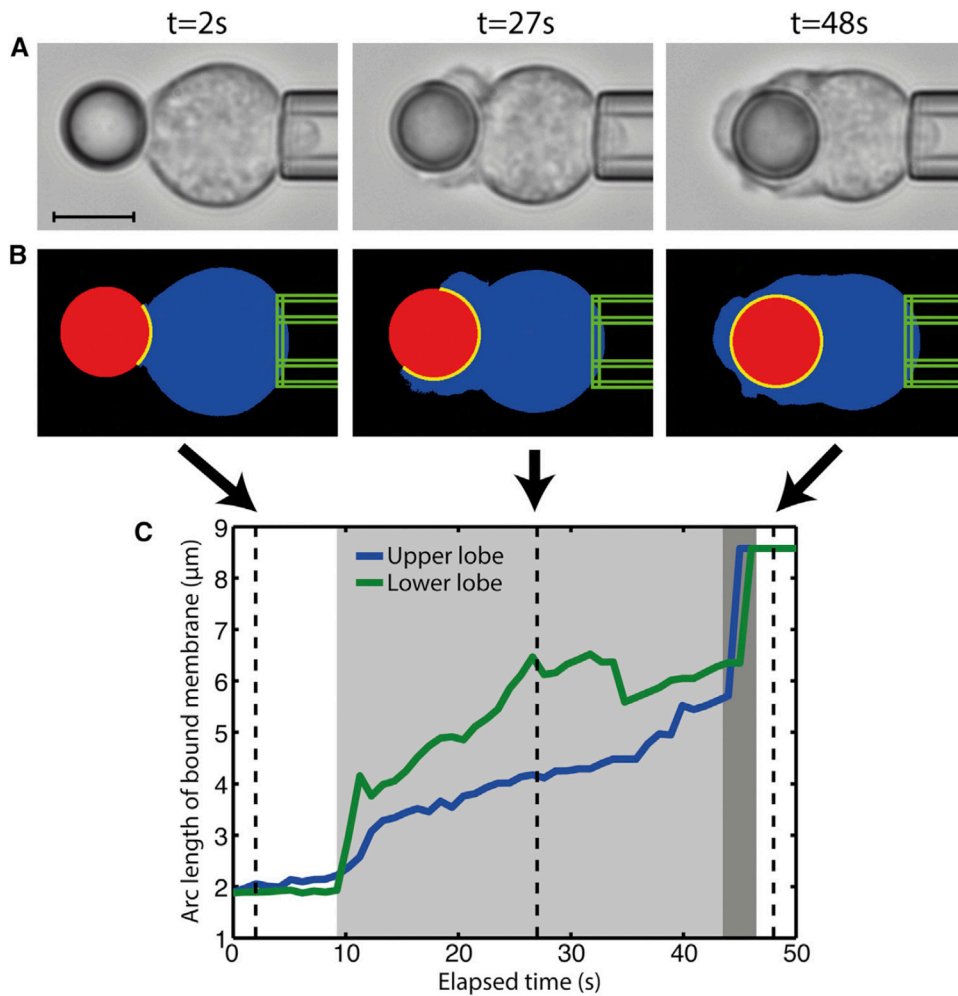 t=2s t=27s t=48s
A
B
C
Upper lobe
Lower lobe
Arc length of bound membrane (μm)
9
8
7
6
5
4
3
2
1
0 10 20 30 40 50
Elapsed time (s)